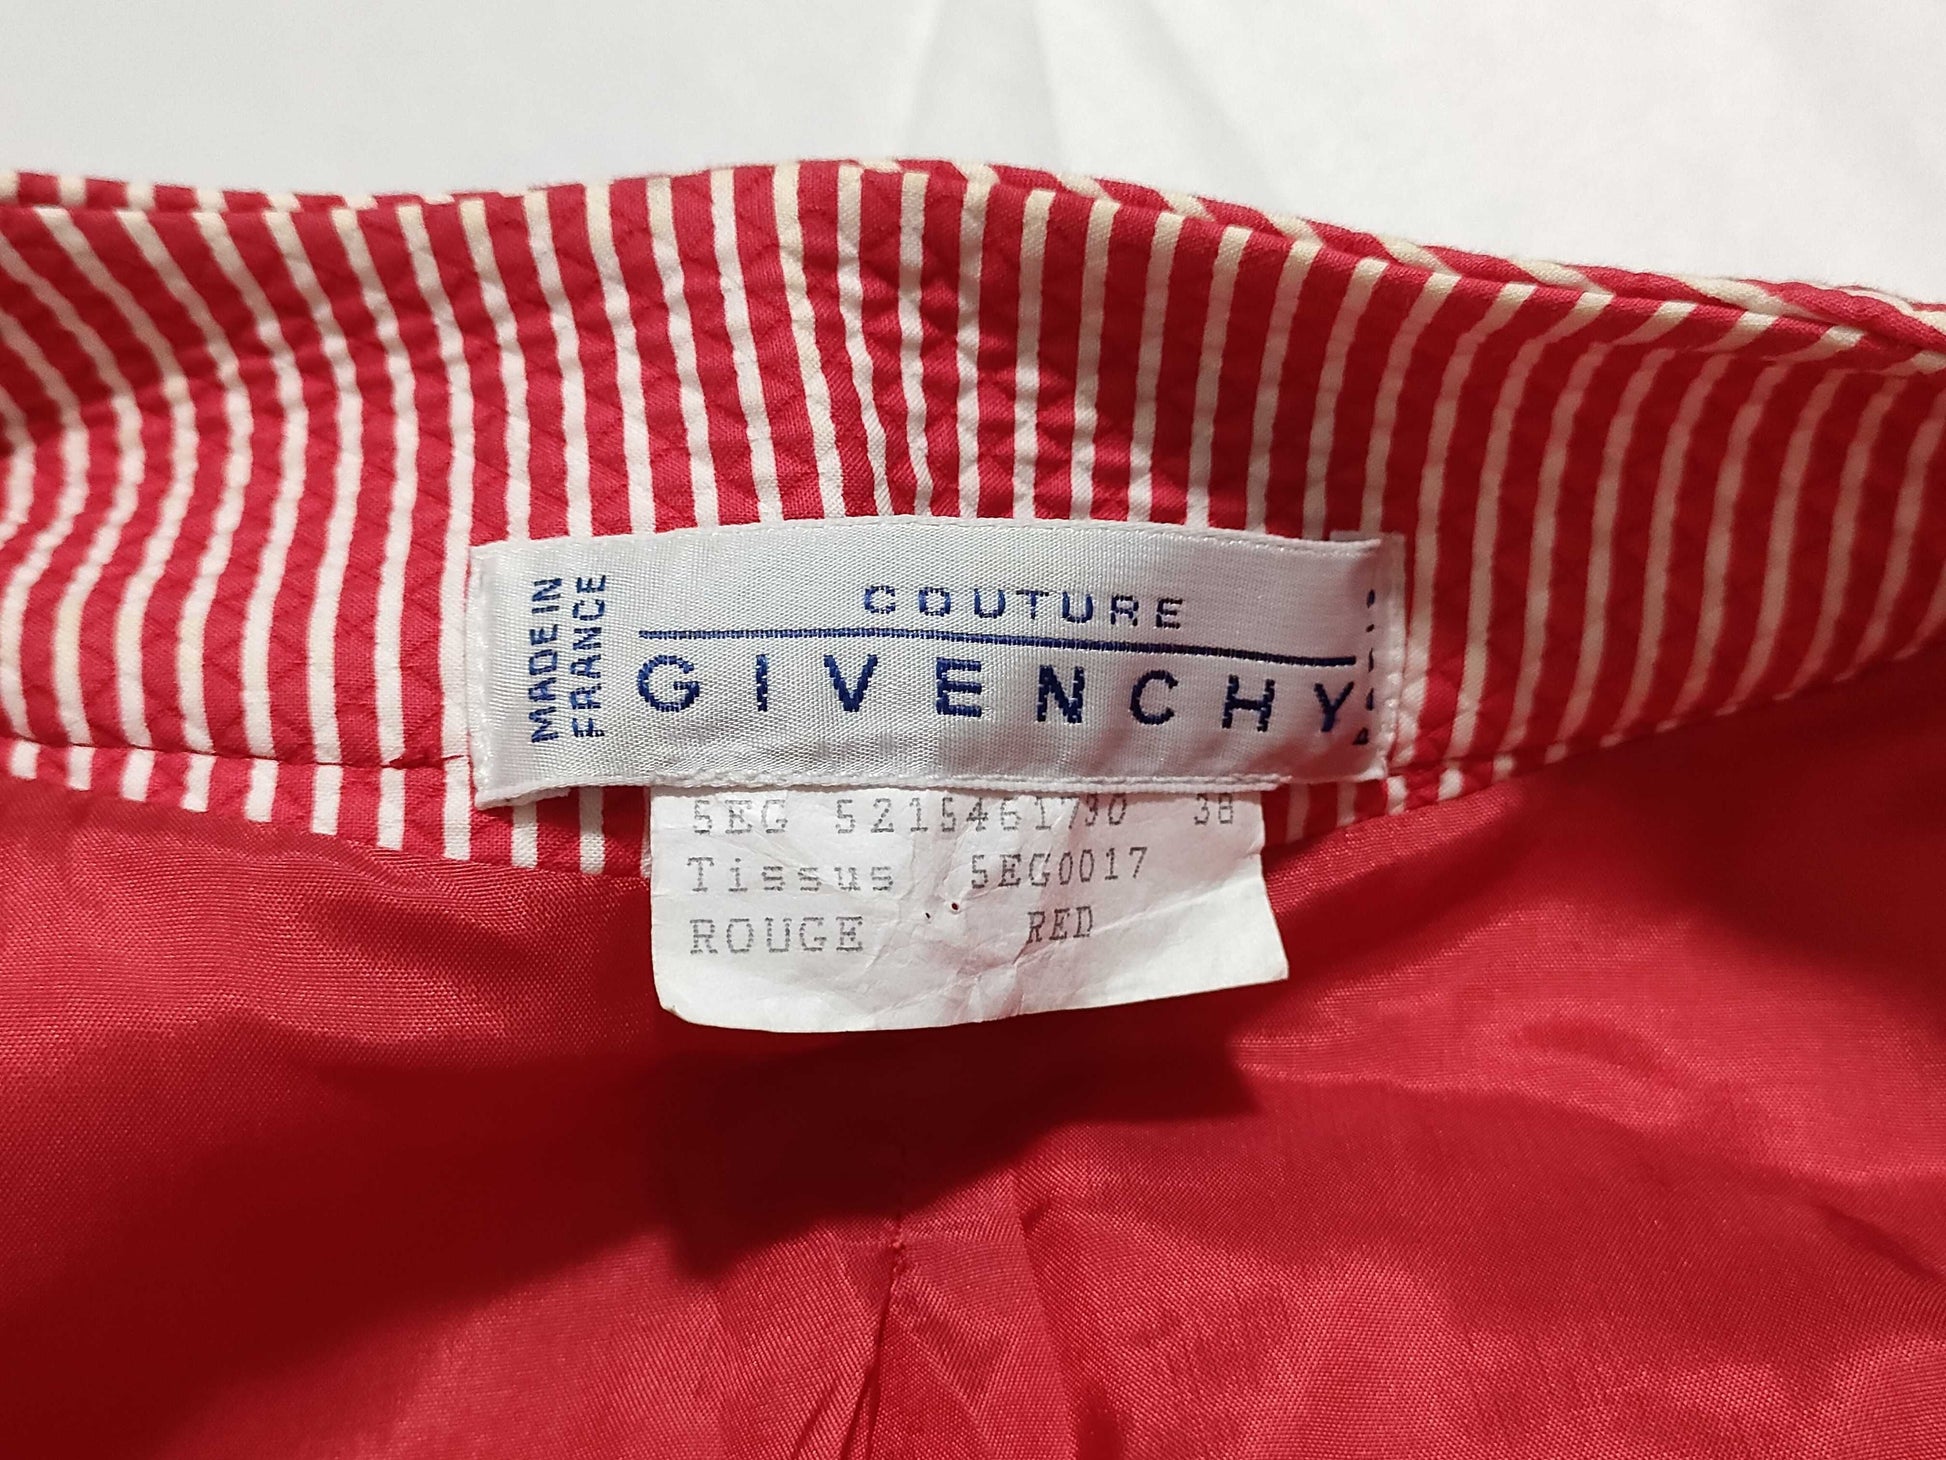 MADE IN
FRANCE
COUTURE
GIVENCHY
5EG 5215461790 38
Tissus 5EG0017
ROUGE RED